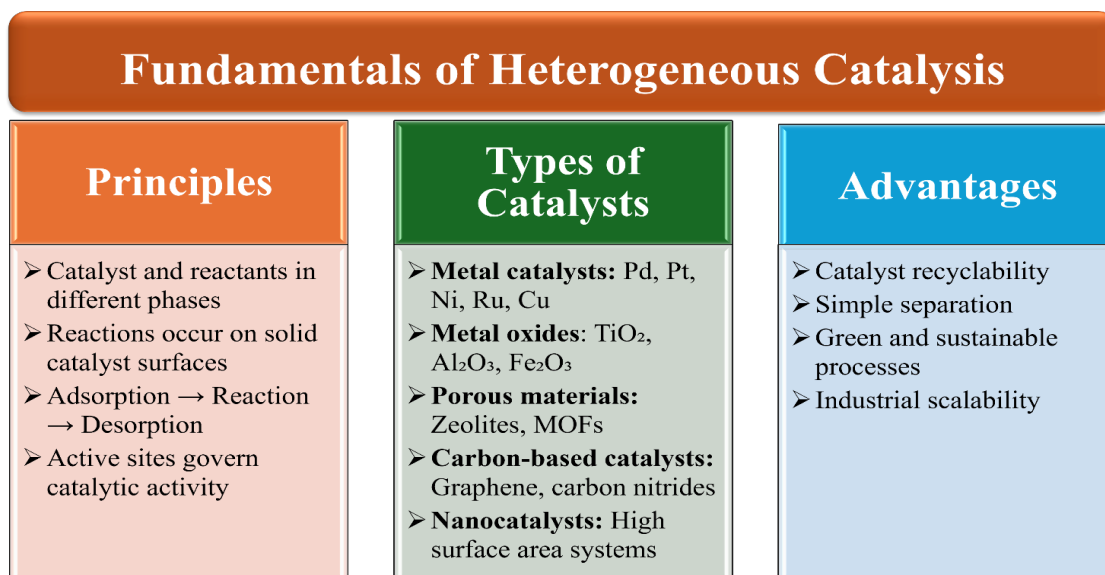 Fundamentals of Heterogeneous Catalysis
Principles
➢ Catalyst and reactants in
different phases
➢ Reactions occur on solid
catalyst surfaces
➢ Adsorption → Reaction
→ Desorption
➢ Active sites govern
catalytic activity
Types of
Catalysts
➢ Metal catalysts: Pd, Pt,
Ni, Ru, Cu
➢ Metal oxides: TiO₂,
Al₂O₃, Fe₂O₃
➢ Porous materials:
Zeolites, MOFs
➢ Carbon-based catalysts:
Graphene, carbon nitrides
➢ Nanocatalysts: High
surface area systems
Advantages
➢ Catalyst recyclability
➢ Simple separation
➢ Green and sustainable
processes
➢ Industrial scalability